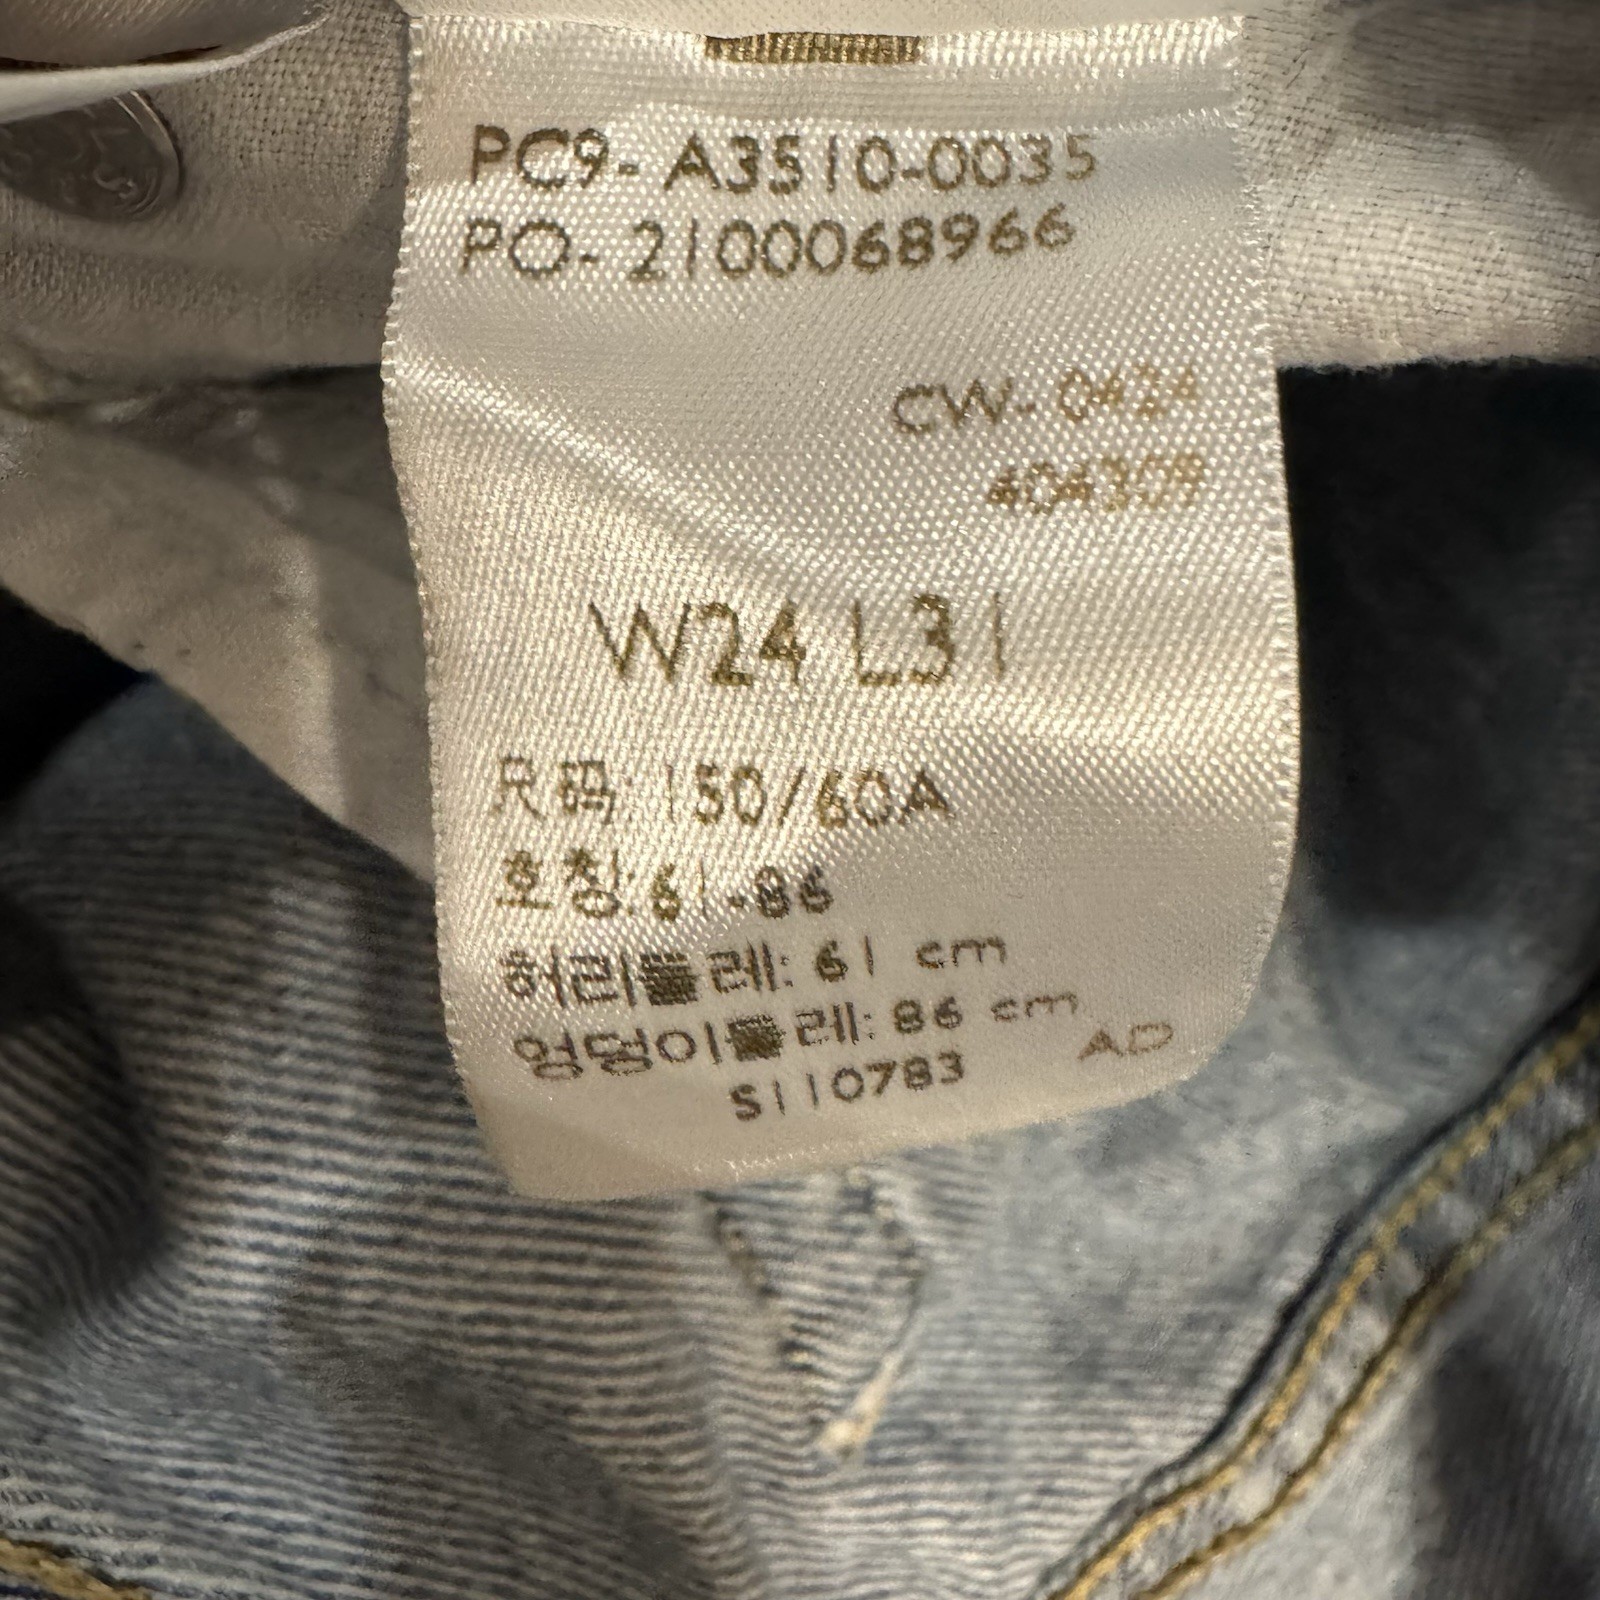 PC9- A3510-0035
PO- 2100068966
CW- 0424
404309
W24 L31
尺码: 150/60A
호칭: 61-86
허리둘레: 61 cm
엉덩이둘레: 86 cm
AD
S110783